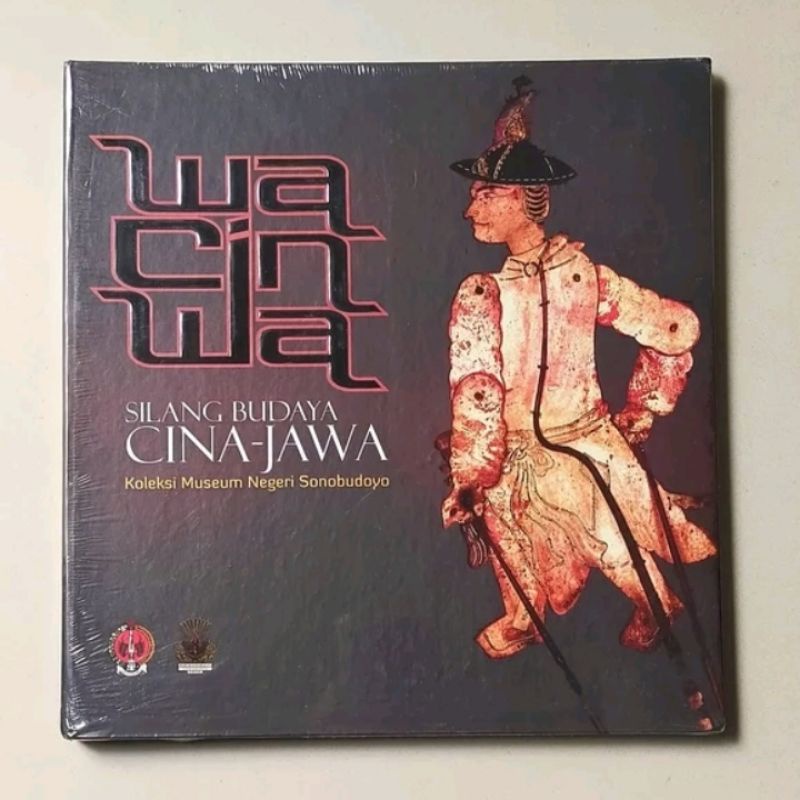 wa
cin
wa
SILANG BUDAYA
CINA-JAWA
Koleksi Museum Negeri Sonobudoyo